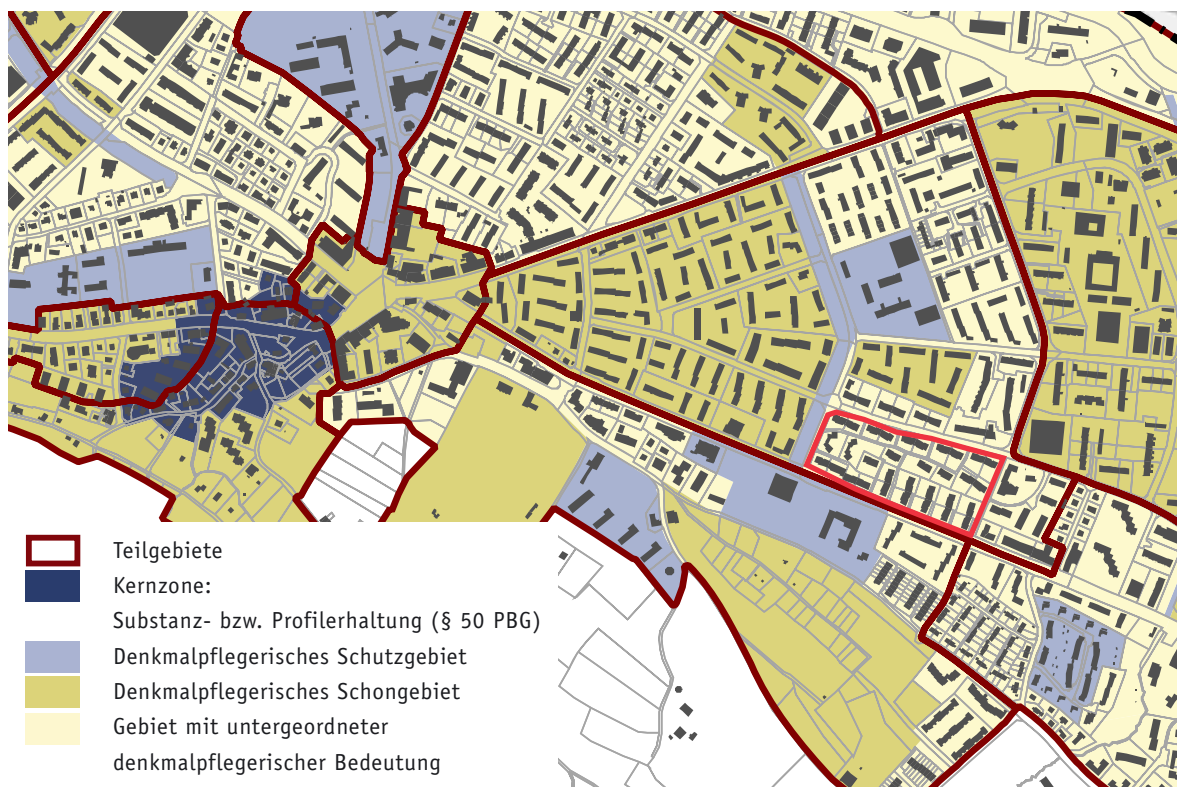 Teilgebiete
Kernzone:
Substanz- bzw. Profilerhaltung (§ 50 PBG)
Denkmalpflegerisches Schutzgebiet
Denkmalpflegerisches Schongebiet
Gebiet mit untergeordneter
denkmalpflegerischer Bedeutung